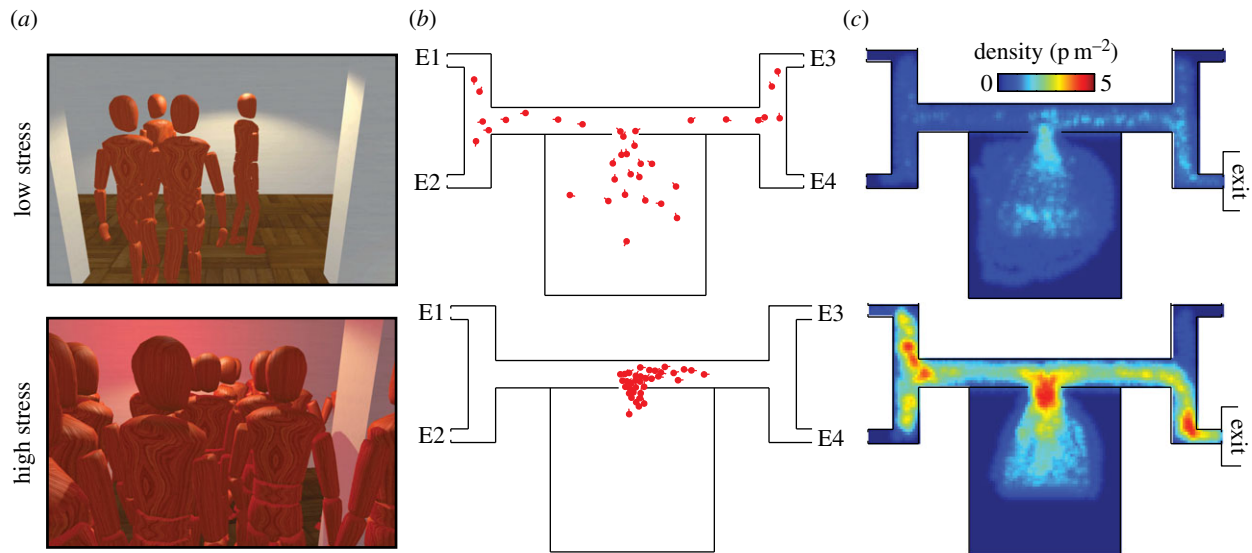 (a)
(b)
(c)
low stress
high stress
E1
E2
E3
E4
E1
E2
E3
E4
density (p m⁻²)
0
5
exit
exit